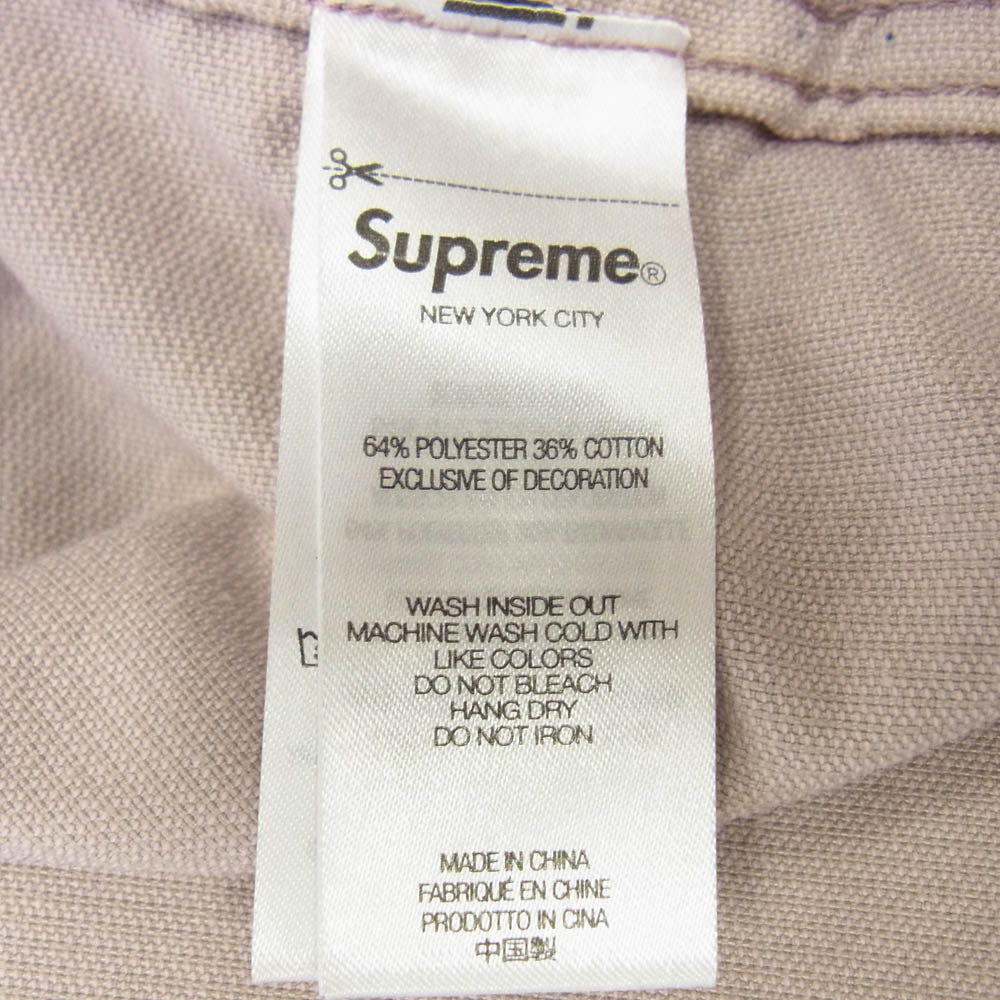 Supreme®
NEW YORK CITY
64% POLYESTER 36% COTTON
EXCLUSIVE OF DECORATION
WASH INSIDE OUT
MACHINE WASH COLD WITH
LIKE COLORS
DO NOT BLEACH
HANG DRY
DO NOT IRON
MADE IN CHINA
FABRIQUÉ EN CHINE
PRODOTTO IN CINA
中国製